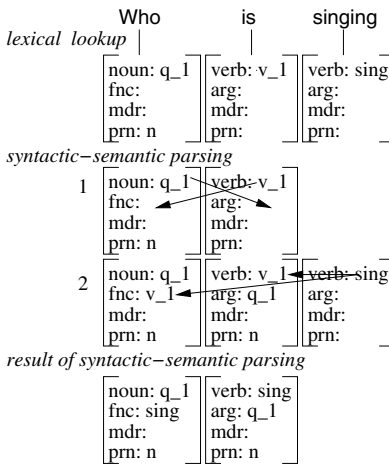 Who is singing
lexical lookup
noun: q_1 verb: v_1 verb: sing
fnc: arg: arg:
mdr: mdr: mdr:
prn: n prn: prn:
syntactic−semantic parsing
1 noun: q_1 verb: v_1
fnc: arg:
mdr: mdr:
prn: n prn:
2 noun: q_1 verb: v_1 verb: sing
fnc: v_1 arg: q_1 arg:
mdr: mdr: mdr:
prn: n prn: n prn:
result of syntactic−semantic parsing
noun: q_1 verb: sing
fnc: sing arg: q_1
mdr: mdr:
prn: n prn: n